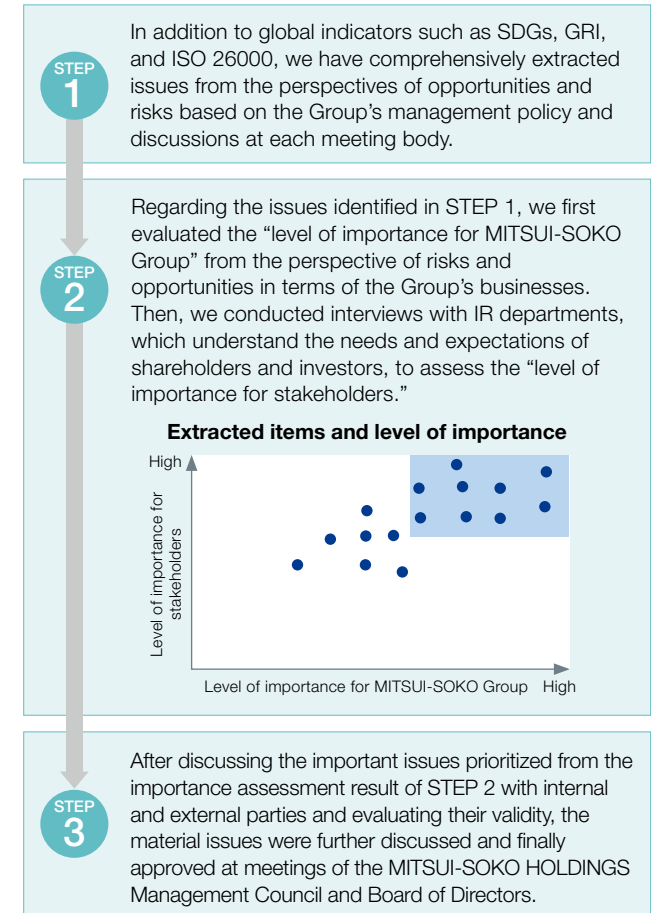 STEP
1
In addition to global indicators such as SDGs, GRI,
and ISO 26000, we have comprehensively extracted
issues from the perspectives of opportunities and
risks based on the Group’s management policy and
discussions at each meeting body.
STEP
2
Regarding the issues identified in STEP 1, we first
evaluated the “level of importance for MITSUI-SOKO
Group” from the perspective of risks and
opportunities in terms of the Group’s businesses.
Then, we conducted interviews with IR departments,
which understand the needs and expectations of
shareholders and investors, to assess the “level of
importance for stakeholders.”
Extracted items and level of importance
High
Level of importance for
stakeholders
Level of importance for MITSUI-SOKO Group High
STEP
3
After discussing the important issues prioritized from the
importance assessment result of STEP 2 with internal
and external parties and evaluating their validity, the
material issues were further discussed and finally
approved at meetings of the MITSUI-SOKO HOLDINGS
Management Council and Board of Directors.